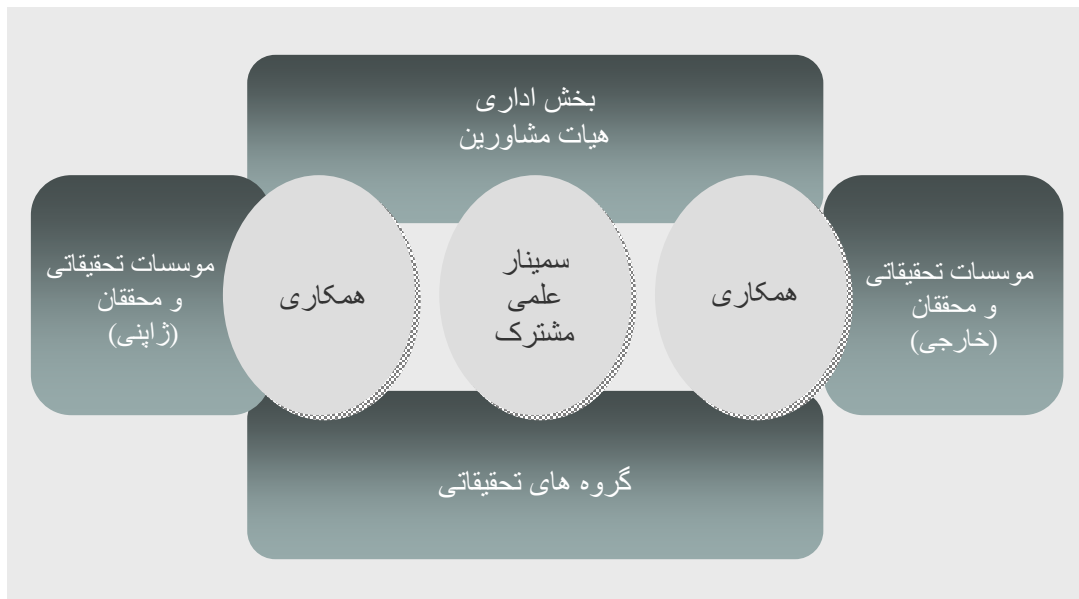 بخش اداری
هیات مشاورین
موسسات تحقیقاتی
و محققان
(خارجی)
همکاری
سمینار
علمی
مشترک
همکاری
موسسات تحقیقاتی
و محققان
(ژاپنی)
گروه های تحقیقاتی